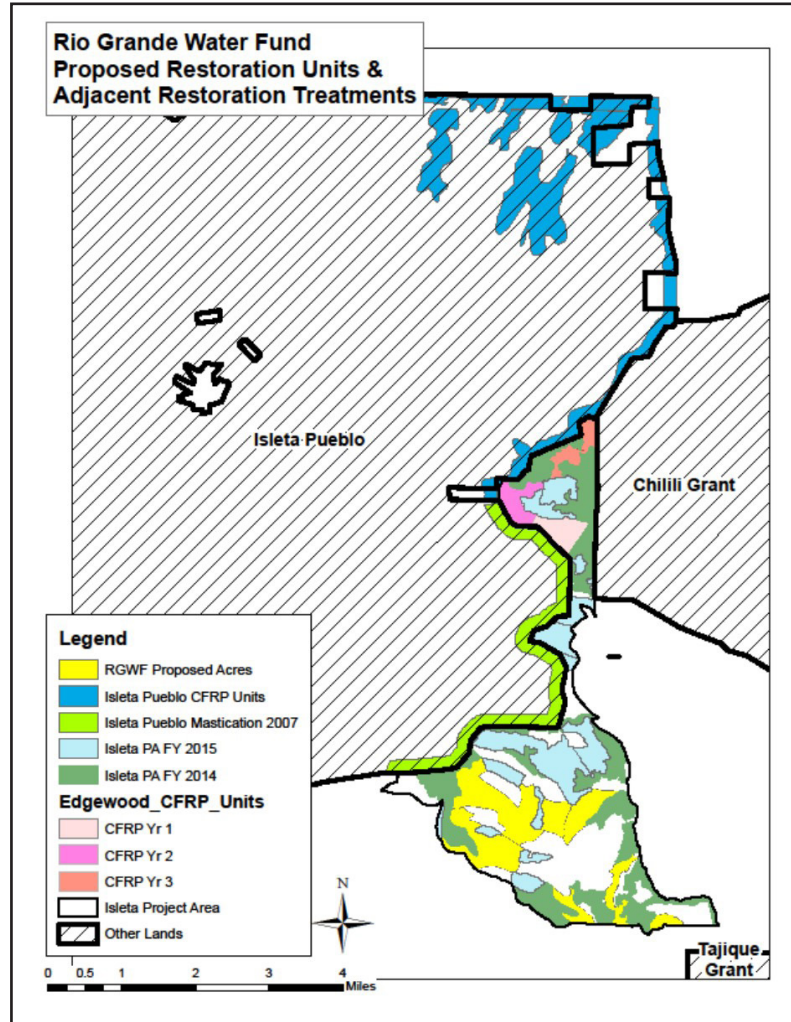 Rio Grande Water Fund
Proposed Restoration Units &
Adjacent Restoration Treatments
Isleta Pueblo
Chilili Grant
Legend
RGWF Proposed Acres
Isleta Pueblo CFRP Units
Isleta Pueblo Mastication 2007
Isleta PA FY 2015
Isleta PA FY 2014
Edgewood_CFRP_Units
CFRP Yr 1
CFRP Yr 2
CFRP Yr 3
Isleta Project Area
Other Lands
N
Tajique
Grant
0 0.5 1 2 3 4
Miles